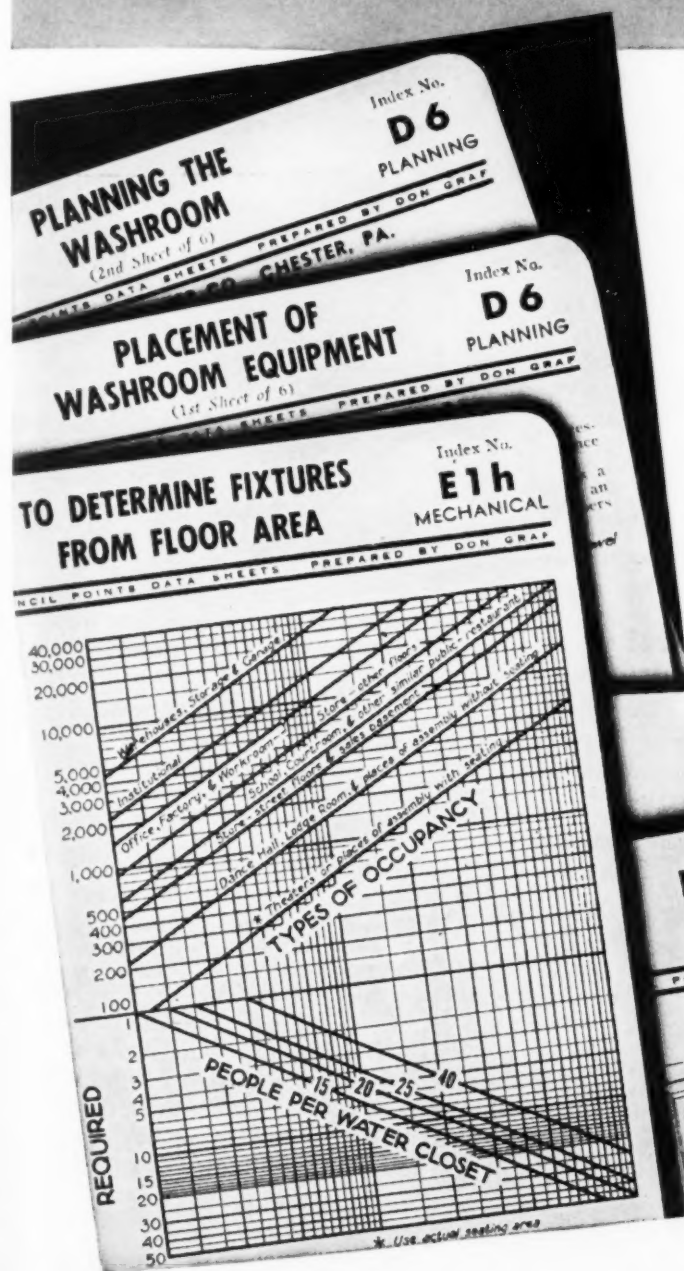 Index No.
D 6
PLANNING
PLANNING THE
WASHROOM
(2nd Sheet of 6)
POINTS DATA SHEETS PREPARED BY DON GRAF
CHESTER, PA.
Index No.
D 6
PLANNING
PLACEMENT OF
WASHROOM EQUIPMENT
(1st Sheet of 6)
DATA SHEETS PREPARED BY DON GRAF
Index No.
E 1 h
MECHANICAL
TO DETERMINE FIXTURES
FROM FLOOR AREA
NCIL POINTS DATA SHEETS PREPARED BY DON GRAF
40,000
30,000
20,000
10,000
5,000
4,000
3,000
2,000
1,000
500
400
300
200
100
Warehouses, Storage & Garage
Institutional
Office, Factory, & Workroom
Store - other floors
School, Courtroom, & other similar public - restaurant
Store - street floors & sales basement
Dance Hall, Lodge Room, & places of assembly without seating
* Theaters or places of assembly with seating
TYPES OF OCCUPANCY
1
2
3
4
5
10
15
20
30
40
50
REQUIRED
15
20
25
40
PEOPLE PER WATER CLOSET
* Use actual seating area